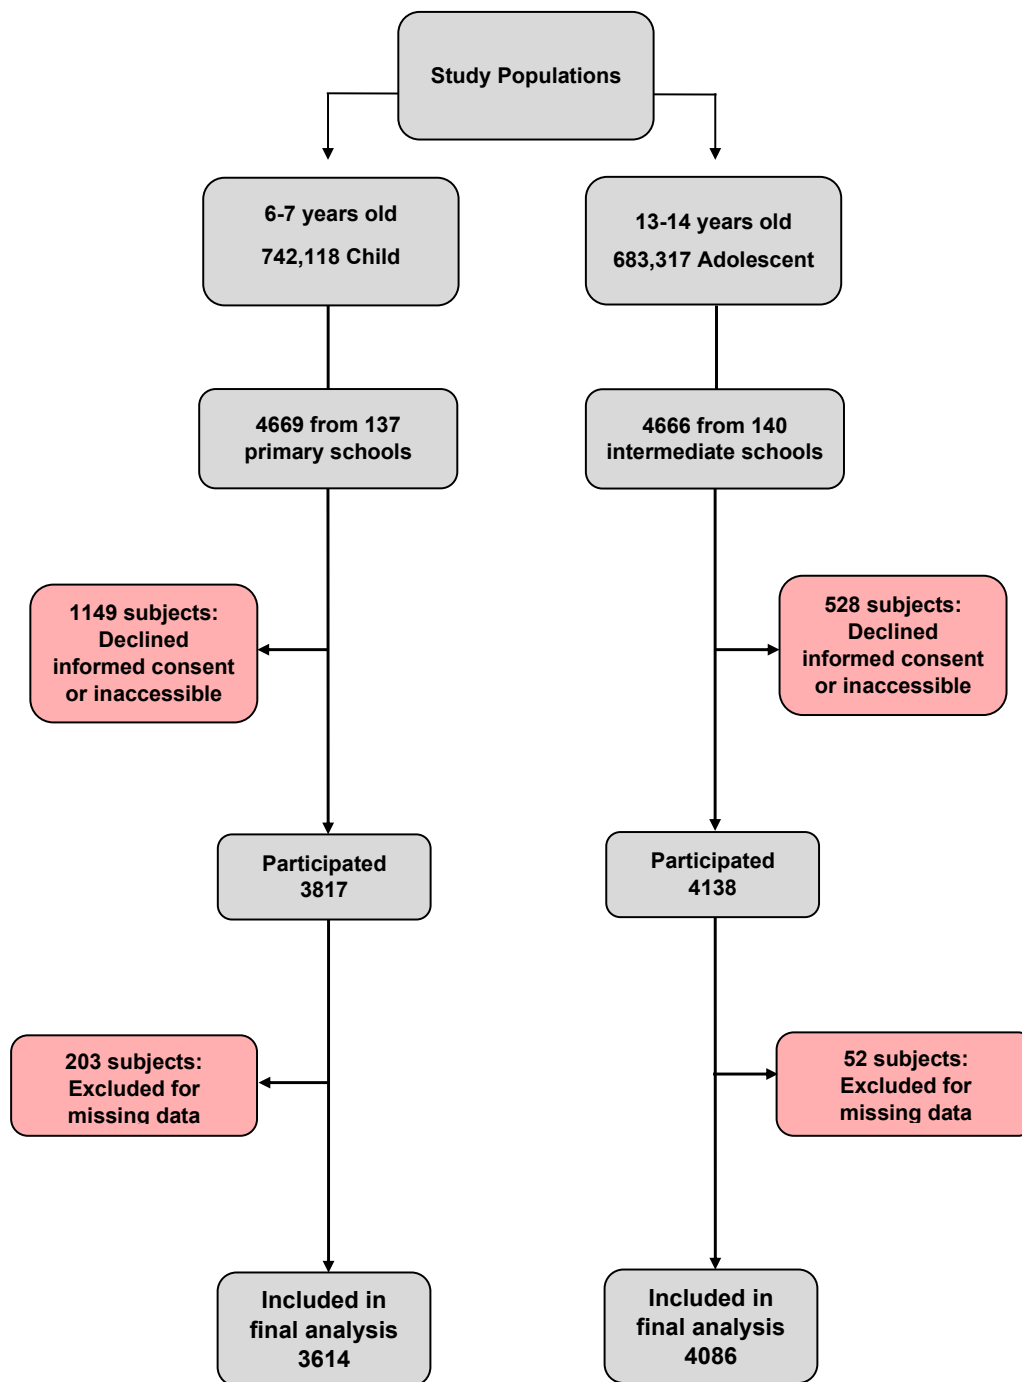 Study Populations
6-7 years old
742,118 Child
13-14 years old
683,317 Adolescent
4669 from 137
primary schools
4666 from 140
intermediate schools
1149 subjects:
Declined
informed consent
or inaccessible
528 subjects:
Declined
informed consent
or inaccessible
Participated
3817
Participated
4138
203 subjects:
Excluded for
missing data
52 subjects:
Excluded for
missing data
Included in
final analysis
3614
Included in
final analysis
4086